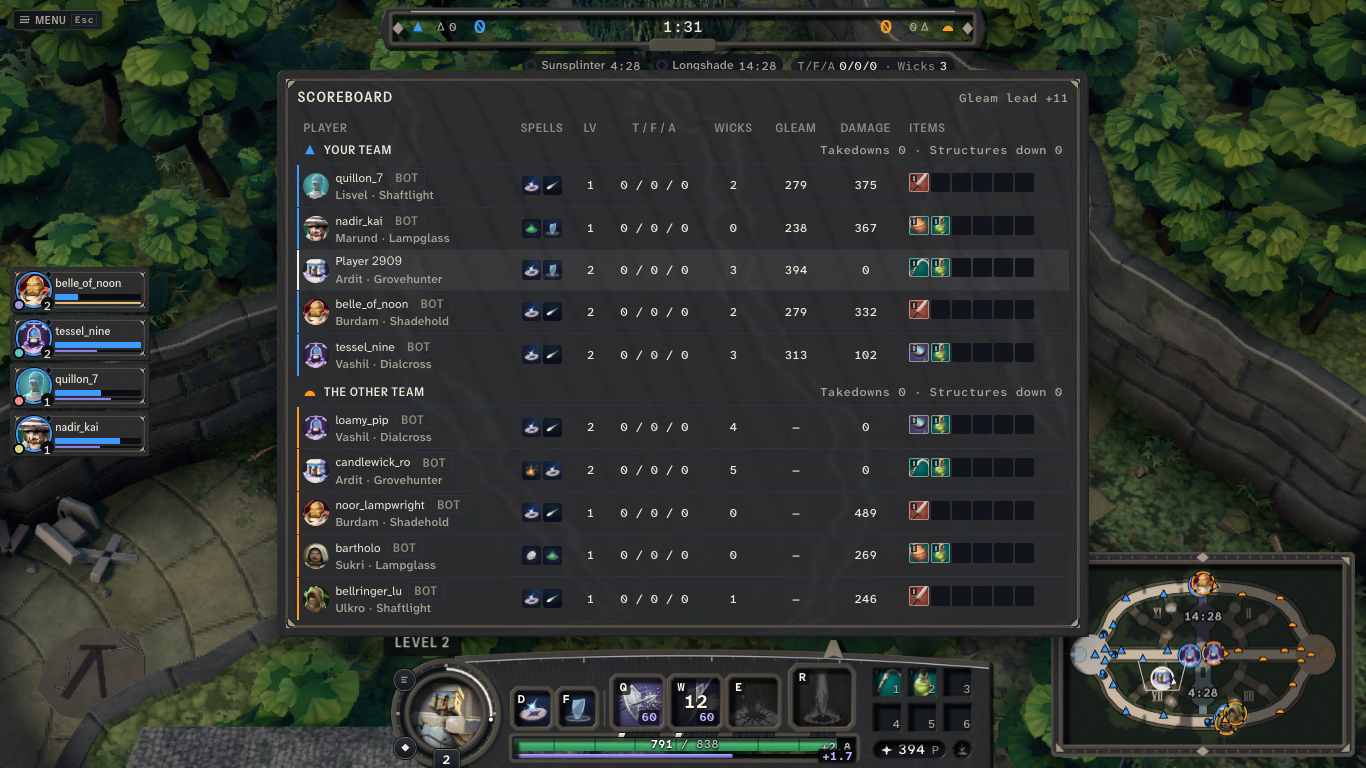 MENU Esc
Δ 0 0 1:31 0 0 Δ
Sunsplinter 4:28 Longshade 14:28 T/F/A 0/0/0 · Wicks 3
SCOREBOARD Gleam lead +11
PLAYER SPELLS LV T / F / A WICKS GLEAM DAMAGE ITEMS
YOUR TEAM Takedowns 0 · Structures down 0
quillon_7 BOT
Lisvel · Shaftlight 1 0 / 0 / 0 2 279 375
nadir_kai BOT
Marund · Lampglass 1 0 / 0 / 0 0 238 367
Player 2909
Ardit · Grovehunter 2 0 / 0 / 0 3 394 0
belle_of_noon BOT
Burdam · Shadehold 2 0 / 0 / 0 2 279 332
tessel_nine BOT
Vashil · Dialcross 2 0 / 0 / 0 3 313 102
THE OTHER TEAM Takedowns 0 · Structures down 0
loamy_pip BOT
Vashil · Dialcross 2 0 / 0 / 0 4 — 0
candlewick_ro BOT
Ardit · Grovehunter 2 0 / 0 / 0 5 — 0
noor_lampwright BOT
Burdam · Shadehold 1 0 / 0 / 0 0 — 489
bartholo BOT
Sukri · Lampglass 1 0 / 0 / 0 0 — 269
bellringer_lu BOT
Ulkro · Shaftlight 1 0 / 0 / 0 1 — 246
belle_of_noon
2
tessel_nine
2
quillon_7
1
nadir_kai
1
LEVEL 2
D F Q 60 W 12 60 E R
1 2 3
4 5 6
791 / 838
+1.7
2
394 P
XI II
14:28
VII III
4:28